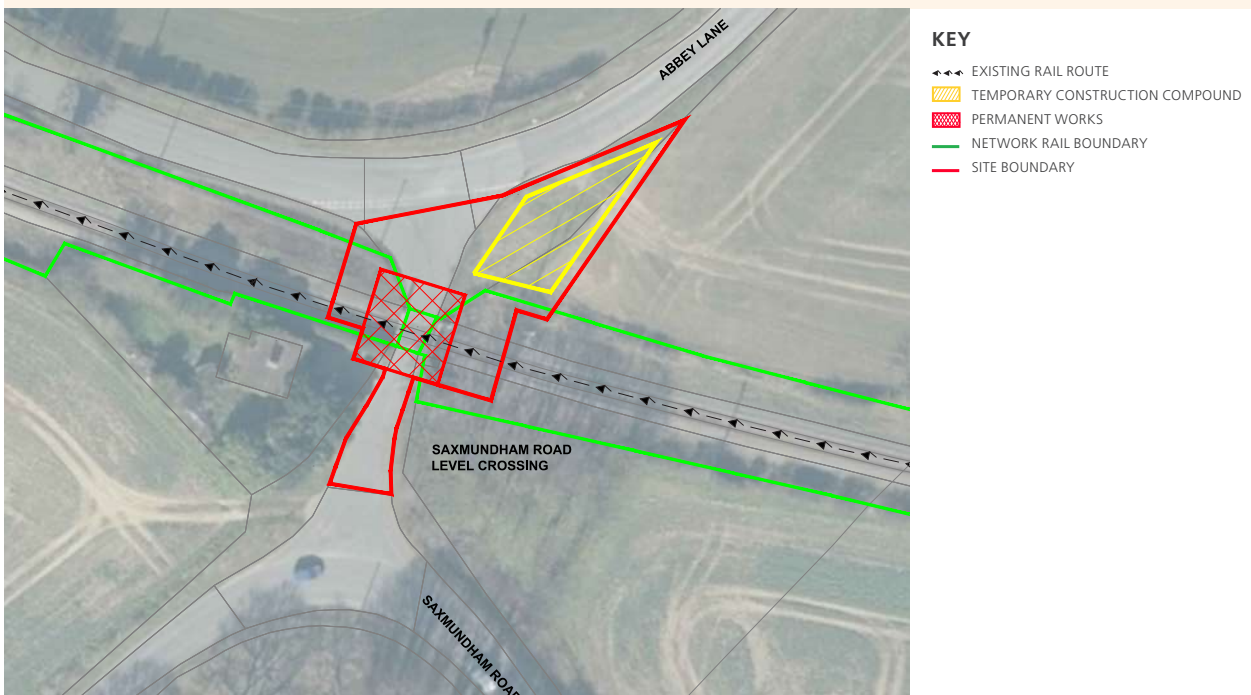 ABBEY LANE
SAXMUNDHAM ROAD
LEVEL CROSSING
SAXMUNDHAM ROAD
KEY
EXISTING RAIL ROUTE
TEMPORARY CONSTRUCTION COMPOUND
PERMANENT WORKS
NETWORK RAIL BOUNDARY
SITE BOUNDARY